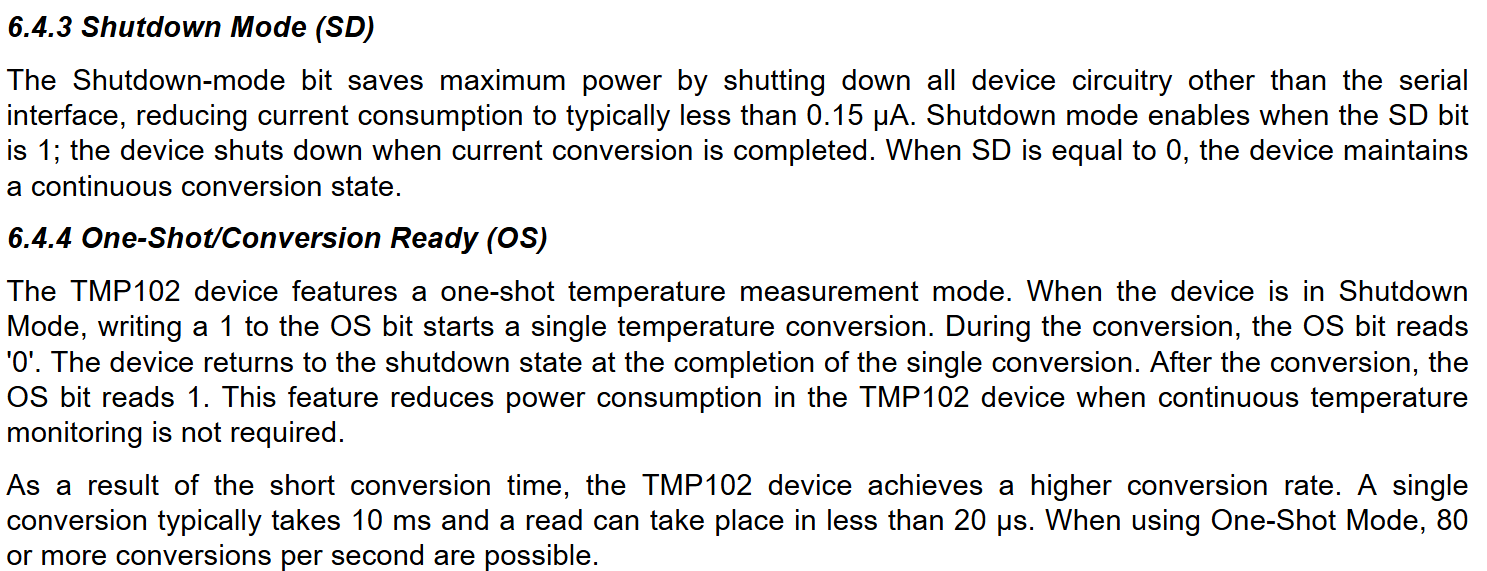 6.4.3 Shutdown Mode (SD)
The Shutdown-mode bit saves maximum power by shutting down all device circuitry other than the serial
interface, reducing current consumption to typically less than 0.15 µA. Shutdown mode enables when the SD bit
is 1; the device shuts down when current conversion is completed. When SD is equal to 0, the device maintains
a continuous conversion state.
6.4.4 One-Shot/Conversion Ready (OS)
The TMP102 device features a one-shot temperature measurement mode. When the device is in Shutdown
Mode, writing a 1 to the OS bit starts a single temperature conversion. During the conversion, the OS bit reads
'0'. The device returns to the shutdown state at the completion of the single conversion. After the conversion, the
OS bit reads 1. This feature reduces power consumption in the TMP102 device when continuous temperature
monitoring is not required.
As a result of the short conversion time, the TMP102 device achieves a higher conversion rate. A single
conversion typically takes 10 ms and a read can take place in less than 20 µs. When using One-Shot Mode, 80
or more conversions per second are possible.